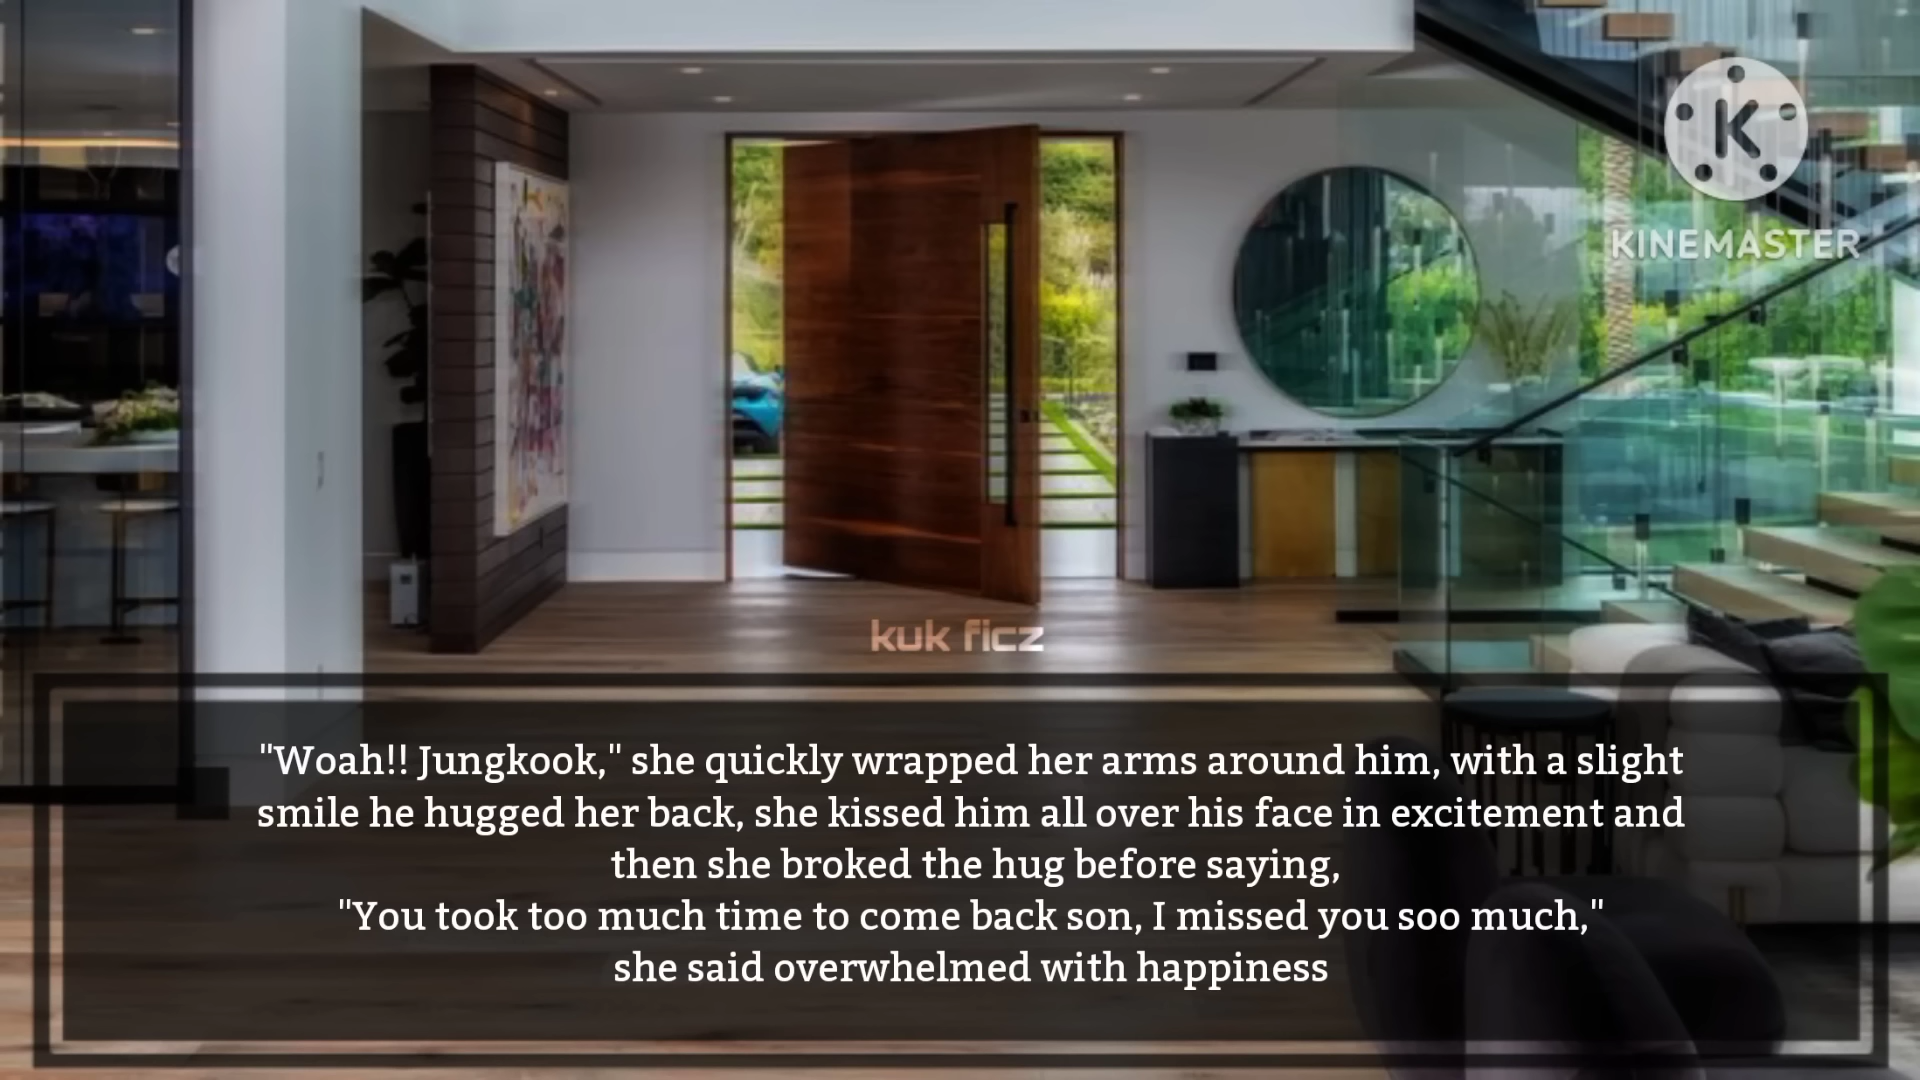 K
KINEMASTER
kuk ficz
"Woah!! Jungkook," she quickly wrapped her arms around him, with a slight
smile he hugged her back, she kissed him all over his face in excitement and
then she broked the hug before saying,
"You took too much time to come back son, I missed you soo much,"
she said overwhelmed with happiness